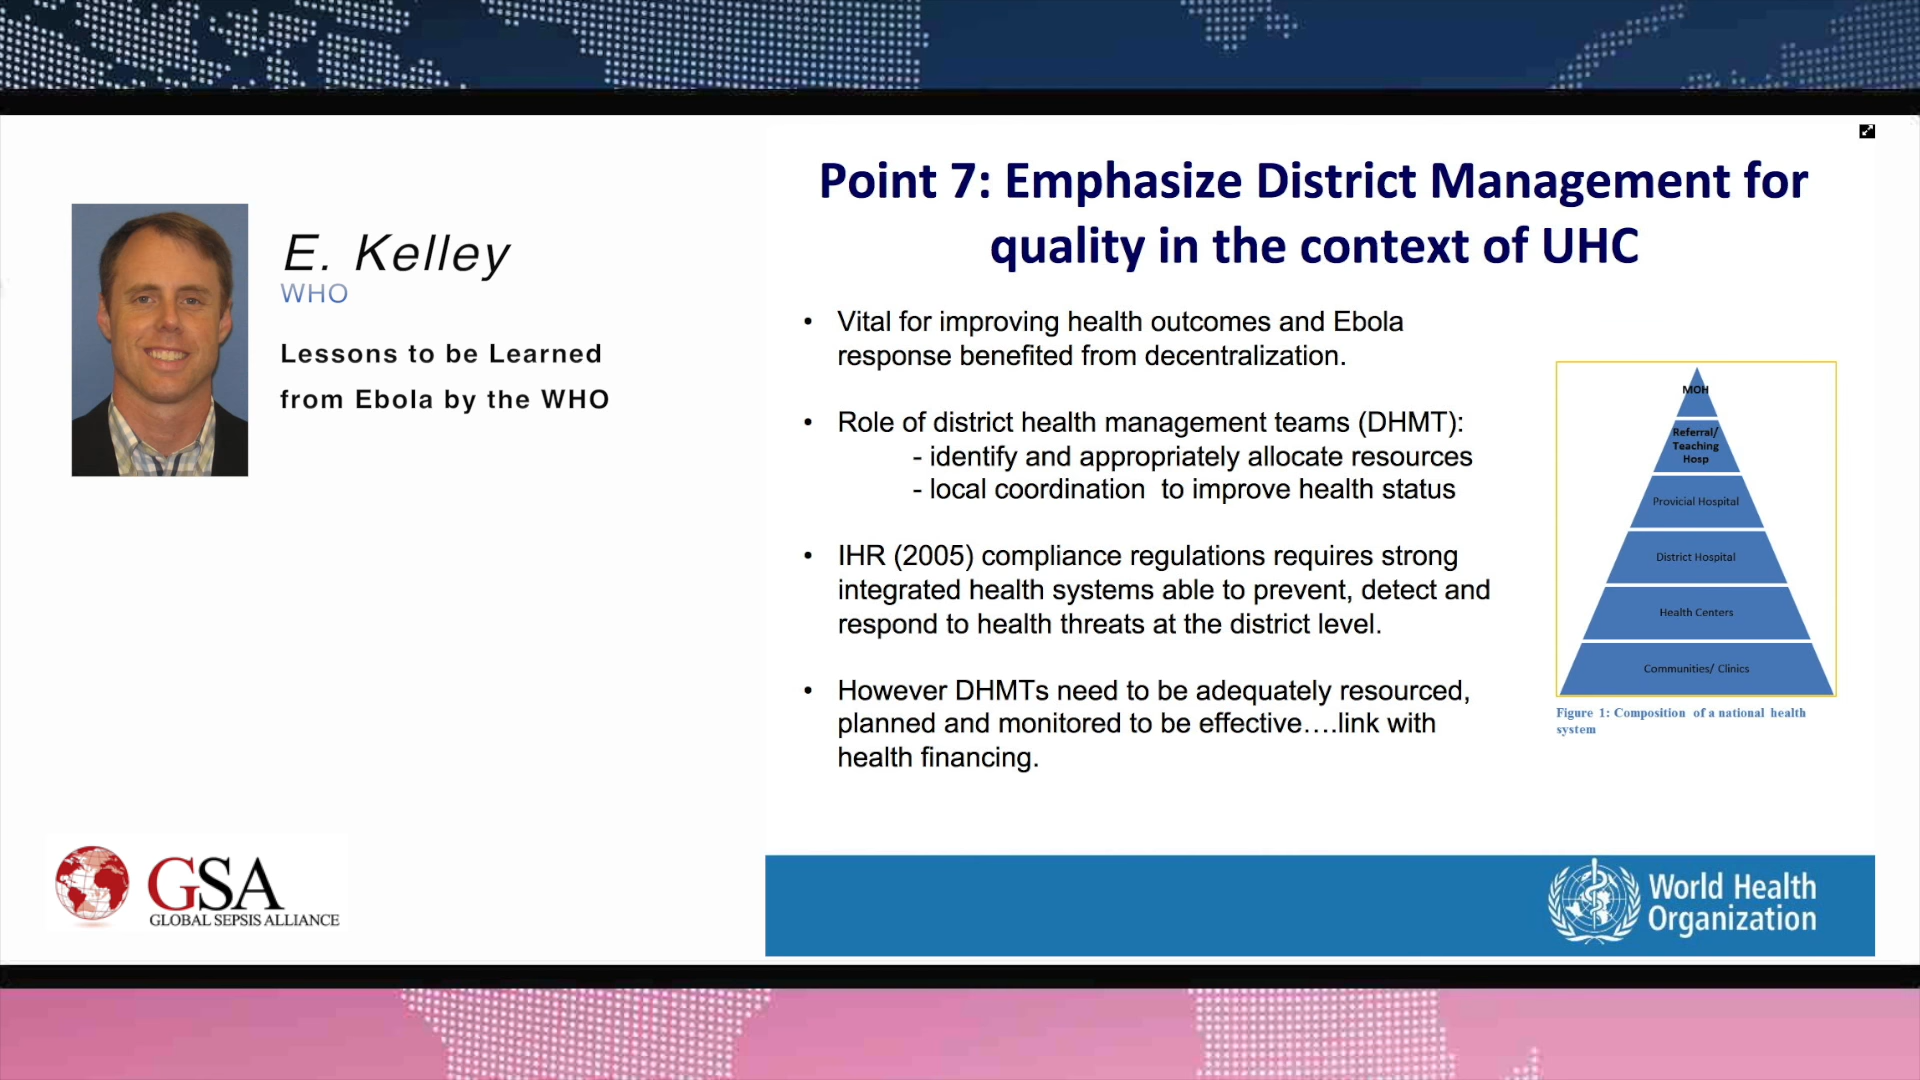 E. Kelley
WHO
Lessons to be Learned
from Ebola by the WHO
GSA
GLOBAL SEPSIS ALLIANCE
Point 7: Emphasize District Management for
quality in the context of UHC
• Vital for improving health outcomes and Ebola
response benefited from decentralization.
• Role of district health management teams (DHMT):
- identify and appropriately allocate resources
- local coordination to improve health status
• IHR (2005) compliance regulations requires strong
integrated health systems able to prevent, detect and
respond to health threats at the district level.
• However DHMTs need to be adequately resourced,
planned and monitored to be effective….link with
health financing.
MOH
Referral/
Teaching
Hosp
Provicial Hospital
District Hospital
Health Centers
Communities/ Clinics
Figure 1: Composition of a national health
system
World Health
Organization